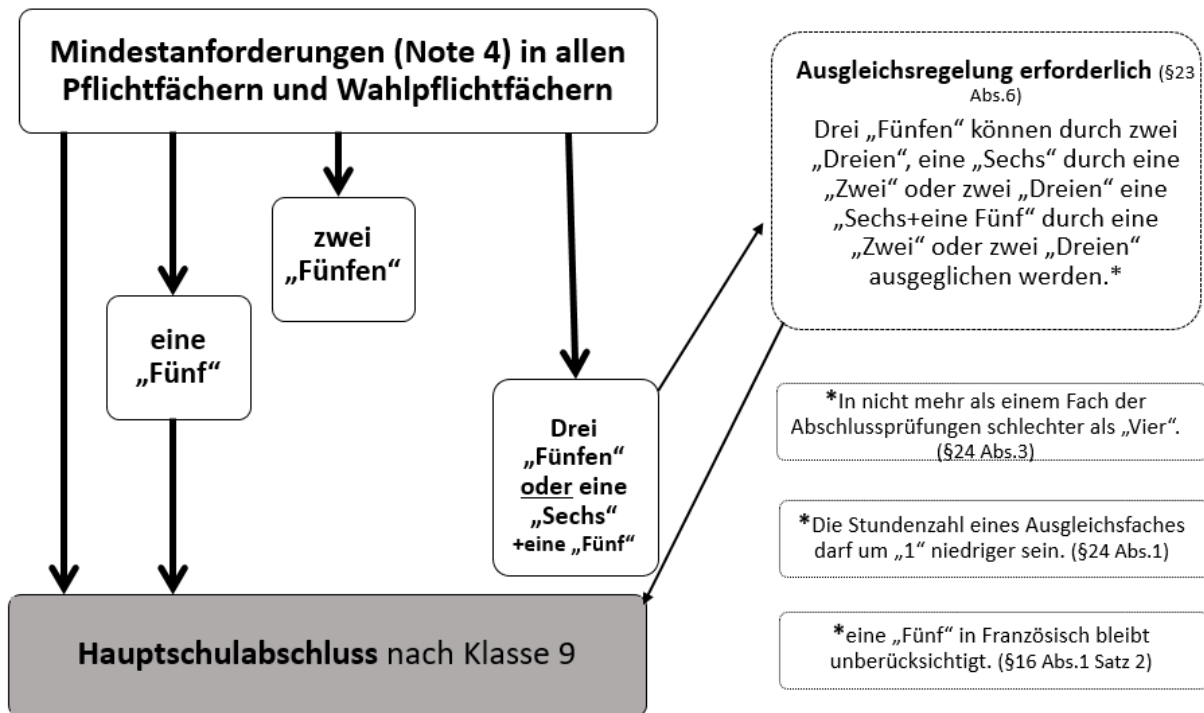 Mindestanforderungen (Note 4) in allen
Pflichtfächern und Wahlpflichtfächern
zwei
„Fünfen“
eine
„Fünf“
Drei
„Fünfen“
oder eine
„Sechs“
+eine „Fünf“
Hauptschulabschluss nach Klasse 9
Ausgleichsregelung erforderlich (§23
Abs.6)
Drei „Fünfen“ können durch zwei
„Dreien“, eine „Sechs“ durch eine
„Zwei“ oder zwei „Dreien“ eine
„Sechs+eine Fünf“ durch eine
„Zwei“ oder zwei „Dreien“
ausgeglichen werden.*
*In nicht mehr als einem Fach der
Abschlussprüfungen schlechter als „Vier“.
(§24 Abs.3)
*Die Stundenzahl eines Ausgleichsfaches
darf um „1“ niedriger sein. (§24 Abs.1)
*eine „Fünf“ in Französisch bleibt
unberücksichtigt. (§16 Abs.1 Satz 2)